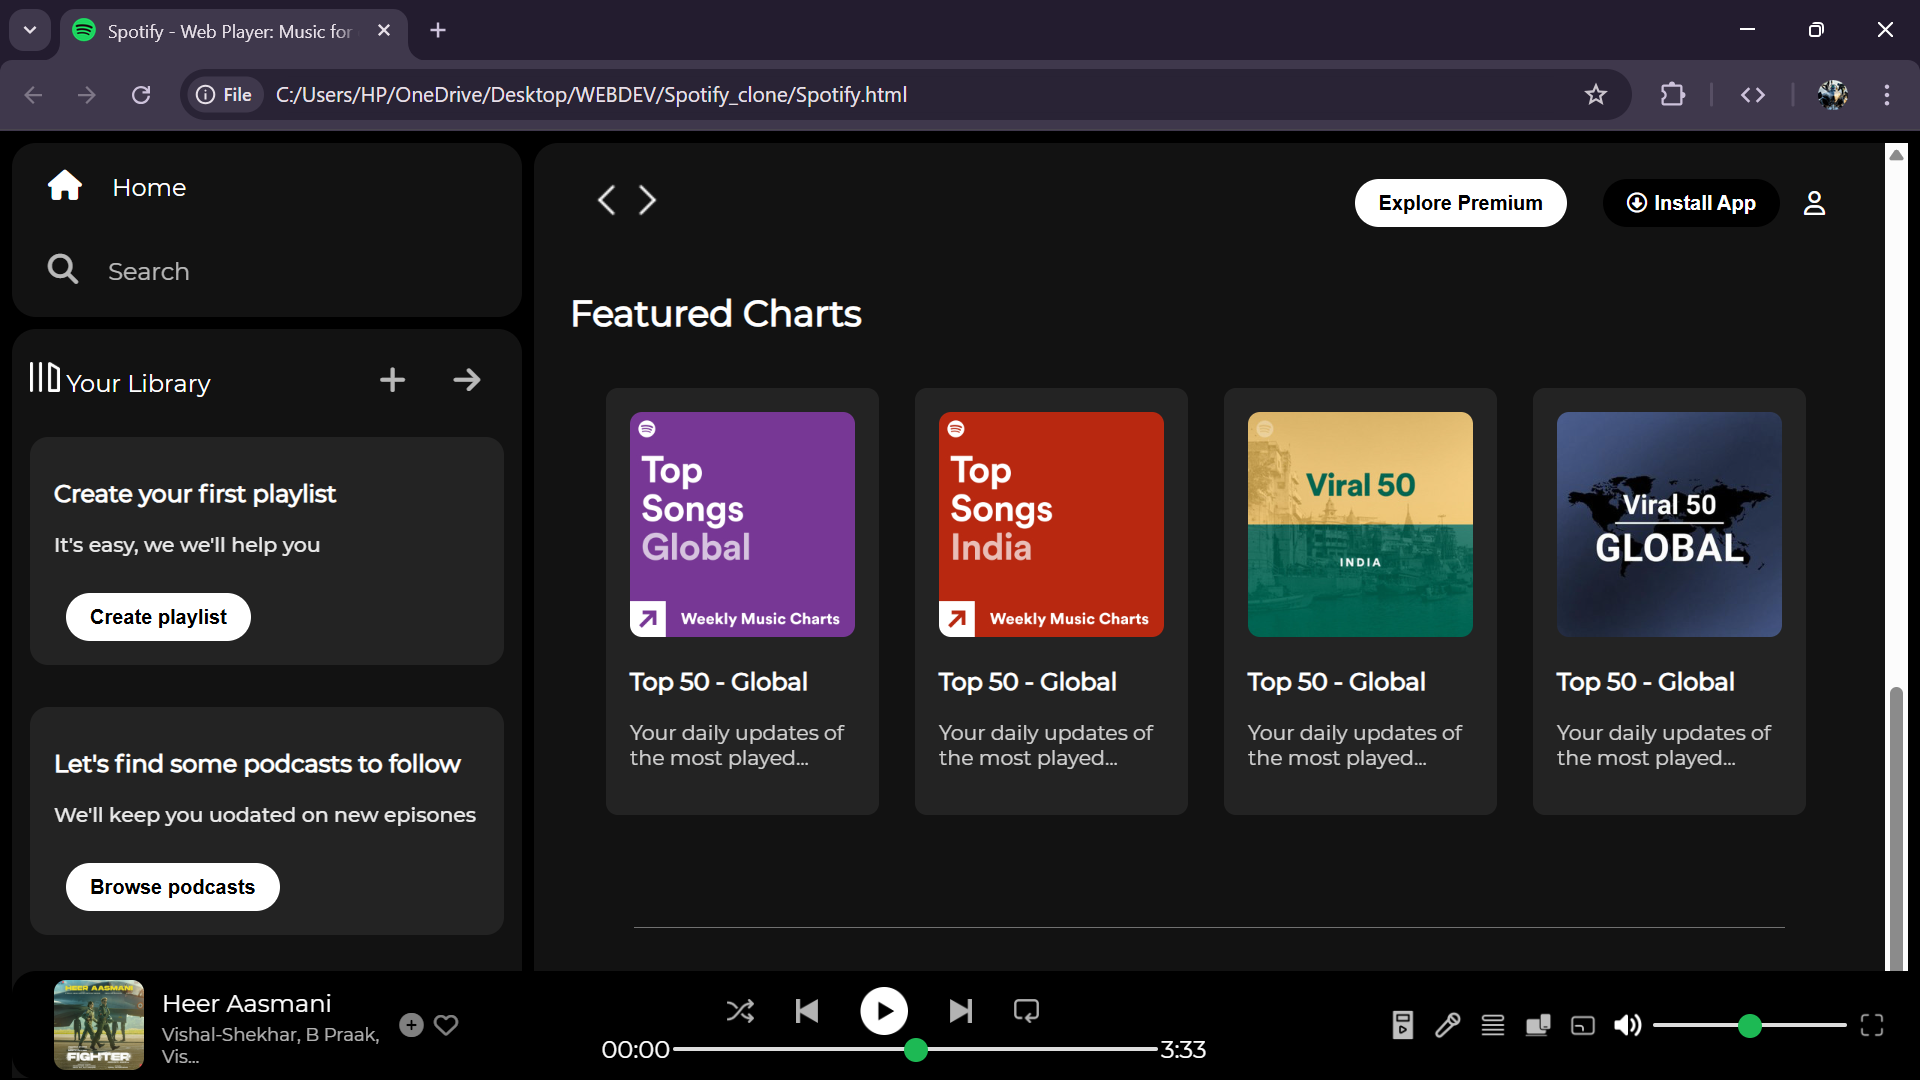 Spotify - Web Player: Music for
File
C:/Users/HP/OneDrive/Desktop/WEBDEV/Spotify_clone/Spotify.html
Home
Search
Your Library
Create your first playlist
It's easy, we we'll help you
Create playlist
Let's find some podcasts to follow
We'll keep you uodated on new episones
Browse podcasts
Explore Premium
Install App
Featured Charts
Top
Songs
Global
Weekly Music Charts
Top 50 - Global
Your daily updates of
the most played...
Top
Songs
India
Weekly Music Charts
Top 50 - Global
Your daily updates of
the most played...
Viral 50
INDIA
Top 50 - Global
Your daily updates of
the most played...
Viral 50
GLOBAL
Top 50 - Global
Your daily updates of
the most played...
HEER AASMANI
FIGHTER
Heer Aasmani
Vishal-Shekhar, B Praak,
Vis...
00:00
3:33